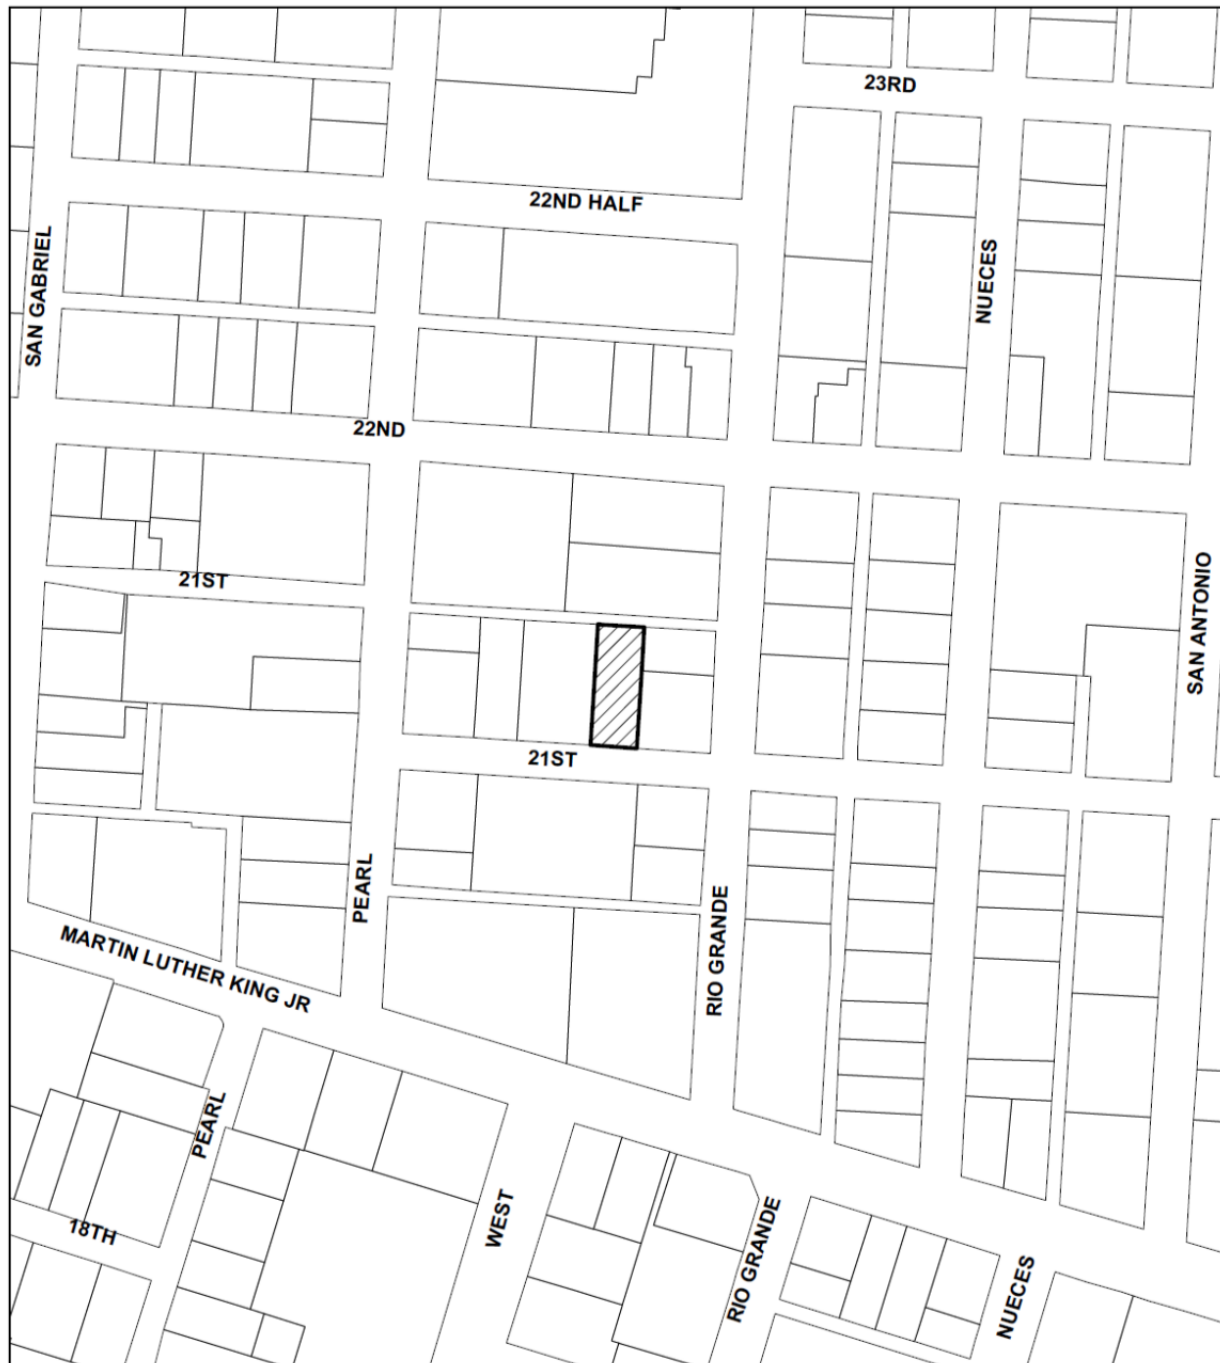 23RD
22ND HALF
SAN GABRIEL
NUECES
22ND
21ST
SAN ANTONIO
21ST
PEARL
RIO GRANDE
MARTIN LUTHER KING JR
PEARL
WEST
18TH
RIO GRANDE
NUECES